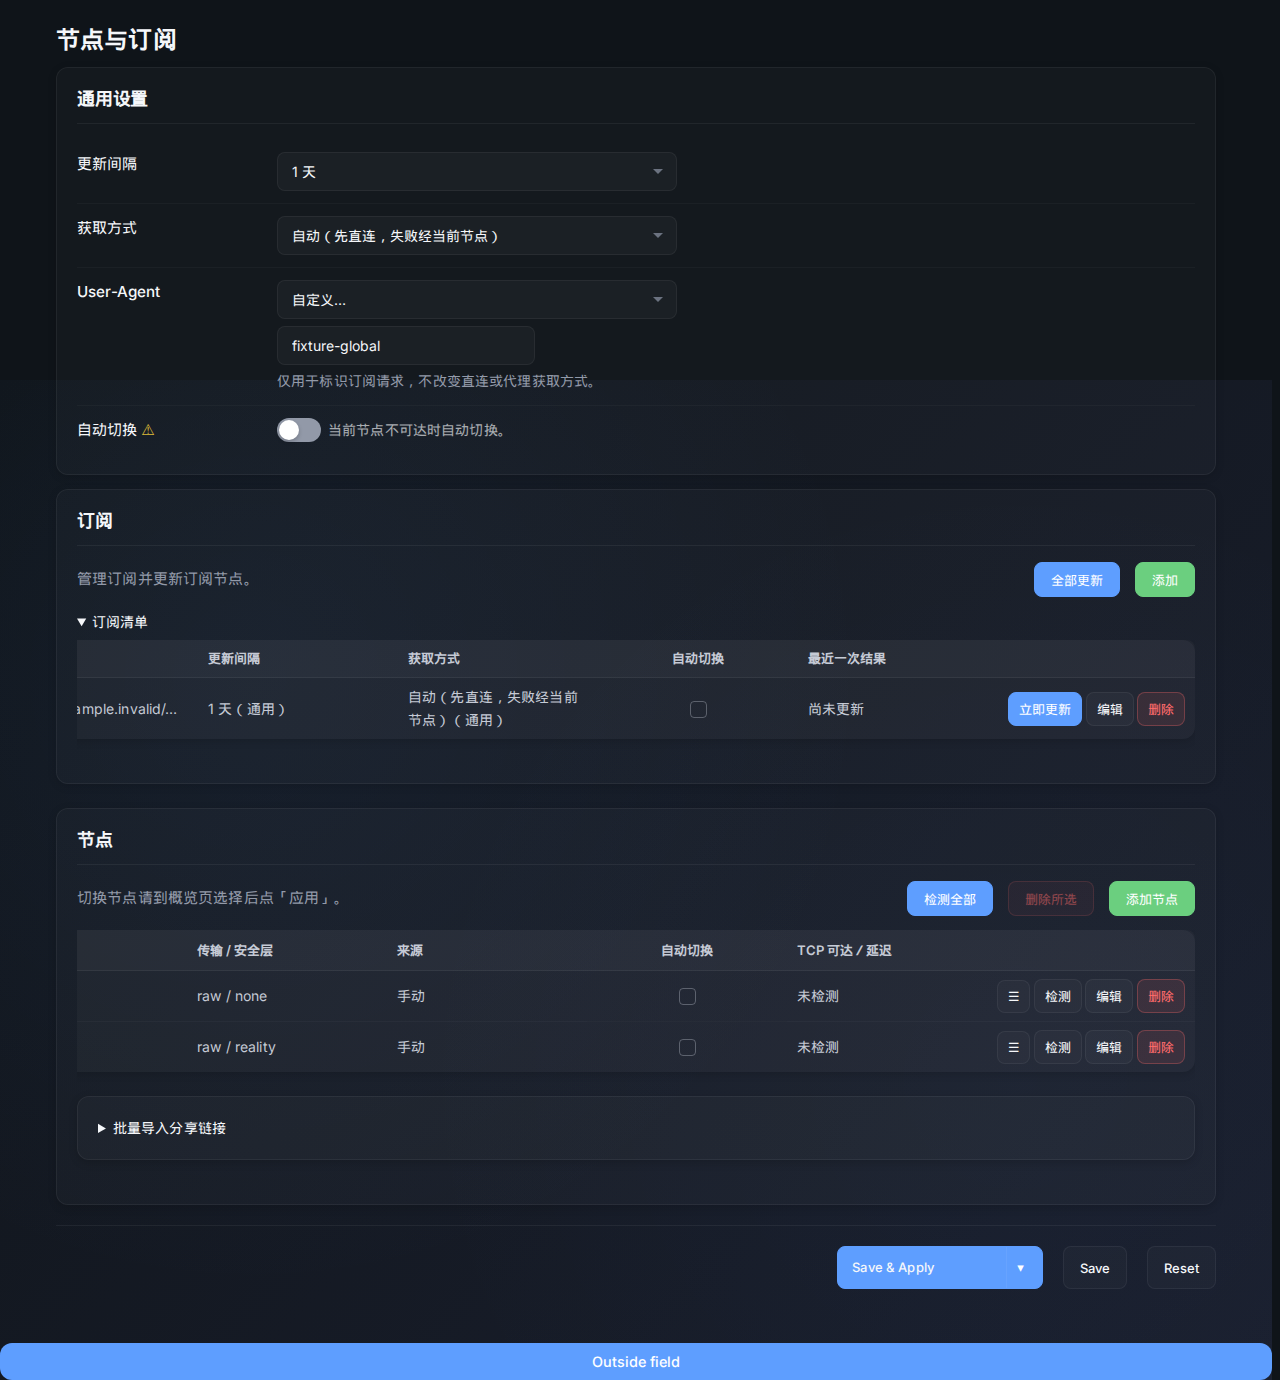 节点与订阅
通用设置
更新间隔
1 天
获取方式
自动（先直连，失败经当前节点）
User-Agent
自定义...
fixture-global
仅用于标识订阅请求，不改变直连或代理获取方式。
自动切换 ⚠
当前节点不可达时自动切换。
订阅
管理订阅并更新订阅节点。
全部更新
添加
▼ 订阅清单
更新间隔 获取方式 自动切换 最近一次结果
ample.invalid/... 1 天（通用） 自动（先直连，失败经当前
节点）（通用） 尚未更新 立即更新 编辑 删除
节点
切换节点请到概览页选择后点「应用」。
检测全部
删除所选
添加节点
传输 / 安全层 来源 自动切换 TCP 可达 / 延迟
raw / none 手动 未检测 ☰ 检测 编辑 删除
raw / reality 手动 未检测 ☰ 检测 编辑 删除
▶ 批量导入分享链接
Save & Apply ▼ Save Reset
Outside field